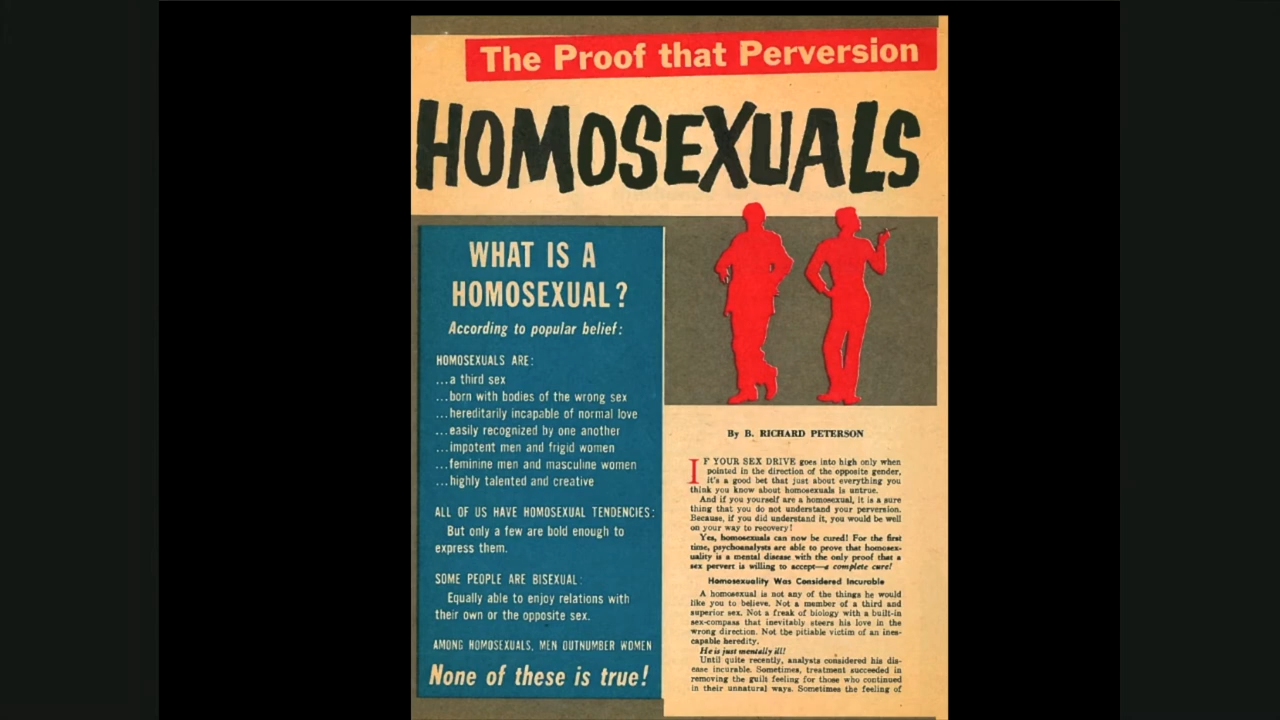 The Proof that Perversion
HOMOSEXUALS
WHAT IS A
HOMOSEXUAL?
According to popular belief:
HOMOSEXUALS ARE:
...a third sex
...born with bodies of the wrong sex
...hereditarily incapable of normal love
...easily recognized by one another
...impotent men and frigid women
...feminine men and masculine women
...highly talented and creative
ALL OF US HAVE HOMOSEXUAL TENDENCIES:
But only a few are bold enough to
express them.
SOME PEOPLE ARE BISEXUAL:
Equally able to enjoy relations with
their own or the opposite sex.
AMONG HOMOSEXUALS, MEN OUTNUMBER WOMEN
None of these is true!
By B. RICHARD PETERSON
IF YOUR SEX DRIVE goes into high only when
pointed in the direction of the opposite gender,
it's a good bet that just about everything you
think you know about homosexuals is untrue.
And if you yourself are a homosexual, it is a sure
thing that you do not understand your perversion.
Because, if you did understand it, you would be well
on your way to recovery!
Yes, homosexuals can now be cured! For the first
time, psychoanalysts are able to prove that homosex-
uality is a mental disease with the only proof that a
sex pervert is willing to accept—a complete cure!
Homosexuality Was Considered Incurable
A homosexual is not any of the things he would
like you to believe. Not a member of a third and
superior sex. Not a freak of biology with a built-in
sex-compass that inevitably steers his love in the
wrong direction. Not the pitiable victim of an ines-
capable heredity.
He is just mentally ill!
Until quite recently, analysts considered his dis-
ease incurable. Sometimes, treatment succeeded in
removing the guilt feeling for those who continued
in their unnatural ways. Sometimes the feeling of